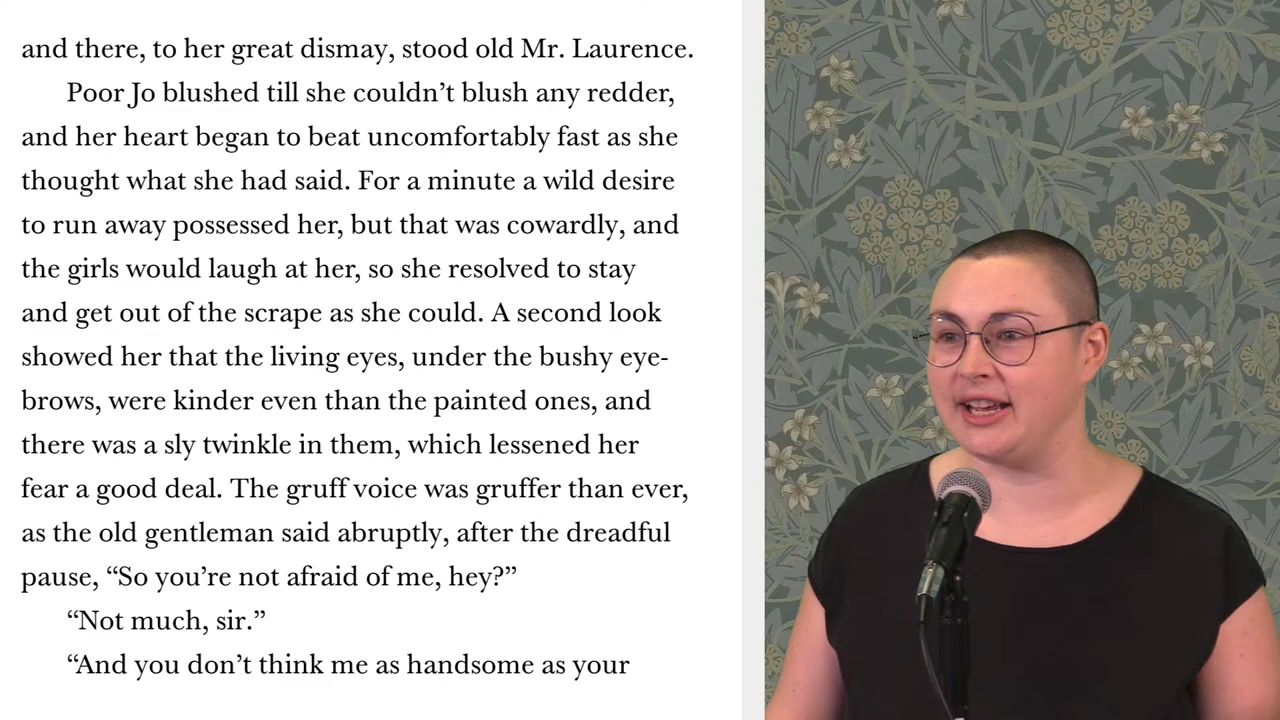 and there, to her great dismay, stood old Mr. Laurence.
Poor Jo blushed till she couldn’t blush any redder,
and her heart began to beat uncomfortably fast as she
thought what she had said. For a minute a wild desire
to run away possessed her, but that was cowardly, and
the girls would laugh at her, so she resolved to stay
and get out of the scrape as she could. A second look
showed her that the living eyes, under the bushy eye-
brows, were kinder even than the painted ones, and
there was a sly twinkle in them, which lessened her
fear a good deal. The gruff voice was gruffer than ever,
as the old gentleman said abruptly, after the dreadful
pause, “So you’re not afraid of me, hey?”
“Not much, sir.”
“And you don’t think me as handsome as your